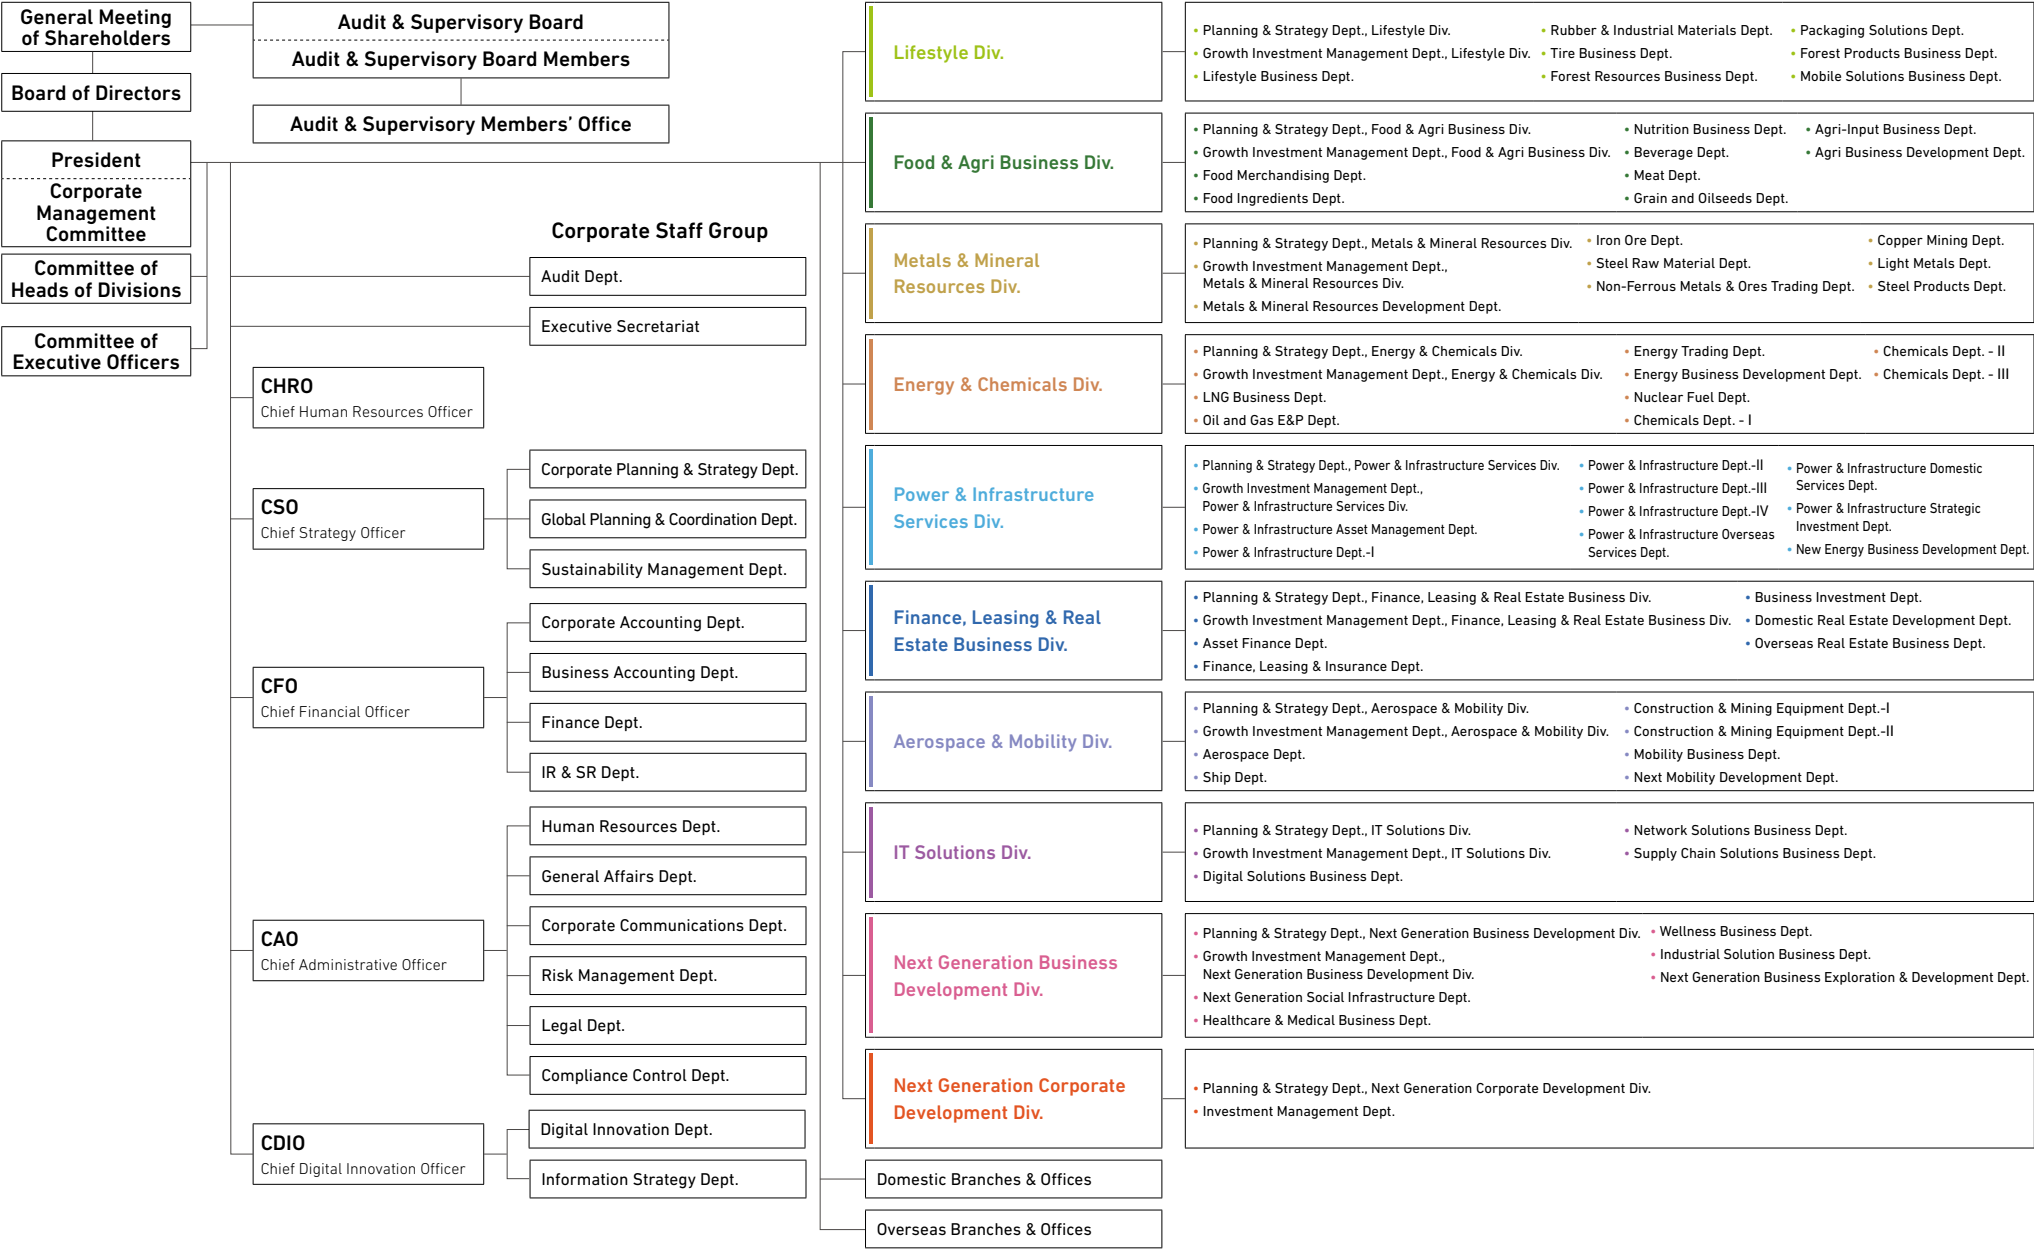 General Meeting
of Shareholders
Board of Directors
President
Corporate
Management
Committee
Committee of
Heads of Divisions
Committee of
Executive Officers
Audit & Supervisory Board
Audit & Supervisory Board Members
Audit & Supervisory Members’ Office
Corporate Staff Group
Audit Dept.
Executive Secretariat
CHRO
Chief Human Resources Officer
CSO
Chief Strategy Officer
Corporate Planning & Strategy Dept.
Global Planning & Coordination Dept.
Sustainability Management Dept.
CFO
Chief Financial Officer
Corporate Accounting Dept.
Business Accounting Dept.
Finance Dept.
IR & SR Dept.
CAO
Chief Administrative Officer
Human Resources Dept.
General Affairs Dept.
Corporate Communications Dept.
Risk Management Dept.
Legal Dept.
Compliance Control Dept.
CDIO
Chief Digital Innovation Officer
Digital Innovation Dept.
Information Strategy Dept.
Lifestyle Div.
• Planning & Strategy Dept., Lifestyle Div.
• Growth Investment Management Dept., Lifestyle Div.
• Lifestyle Business Dept.
• Rubber & Industrial Materials Dept.
• Tire Business Dept.
• Forest Resources Business Dept.
• Packaging Solutions Dept.
• Forest Products Business Dept.
• Mobile Solutions Business Dept.
Food & Agri Business Div.
• Planning & Strategy Dept., Food & Agri Business Div.
• Growth Investment Management Dept., Food & Agri Business Div.
• Food Merchandising Dept.
• Food Ingredients Dept.
• Nutrition Business Dept.
• Beverage Dept.
• Meat Dept.
• Grain and Oilseeds Dept.
• Agri-Input Business Dept.
• Agri Business Development Dept.
Metals & Mineral
Resources Div.
• Planning & Strategy Dept., Metals & Mineral Resources Div.
• Growth Investment Management Dept.,
Metals & Mineral Resources Div.
• Metals & Mineral Resources Development Dept.
• Iron Ore Dept.
• Steel Raw Material Dept.
• Non-Ferrous Metals & Ores Trading Dept.
• Copper Mining Dept.
• Light Metals Dept.
• Steel Products Dept.
Energy & Chemicals Div.
• Planning & Strategy Dept., Energy & Chemicals Div.
• Growth Investment Management Dept., Energy & Chemicals Div.
• LNG Business Dept.
• Oil and Gas E&P Dept.
• Energy Trading Dept.
• Energy Business Development Dept.
• Nuclear Fuel Dept.
• Chemicals Dept. - I
• Chemicals Dept. - II
• Chemicals Dept. - III
Power & Infrastructure
Services Div.
• Planning & Strategy Dept., Power & Infrastructure Services Div.
• Growth Investment Management Dept.,
Power & Infrastructure Services Div.
• Power & Infrastructure Asset Management Dept.
• Power & Infrastructure Dept.-I
• Power & Infrastructure Dept.-II
• Power & Infrastructure Dept.-III
• Power & Infrastructure Dept.-IV
• Power & Infrastructure Overseas
Services Dept.
• Power & Infrastructure Domestic
Services Dept.
• Power & Infrastructure Strategic
Investment Dept.
• New Energy Business Development Dept.
Finance, Leasing & Real
Estate Business Div.
• Planning & Strategy Dept., Finance, Leasing & Real Estate Business Div.
• Growth Investment Management Dept., Finance, Leasing & Real Estate Business Div.
• Asset Finance Dept.
• Finance, Leasing & Insurance Dept.
• Business Investment Dept.
• Domestic Real Estate Development Dept.
• Overseas Real Estate Business Dept.
Aerospace & Mobility Div.
• Planning & Strategy Dept., Aerospace & Mobility Div.
• Growth Investment Management Dept., Aerospace & Mobility Div.
• Aerospace Dept.
• Ship Dept.
• Construction & Mining Equipment Dept.-I
• Construction & Mining Equipment Dept.-II
• Mobility Business Dept.
• Next Mobility Development Dept.
IT Solutions Div.
• Planning & Strategy Dept., IT Solutions Div.
• Growth Investment Management Dept., IT Solutions Div.
• Digital Solutions Business Dept.
• Network Solutions Business Dept.
• Supply Chain Solutions Business Dept.
Next Generation Business
Development Div.
• Planning & Strategy Dept., Next Generation Business Development Div.
• Growth Investment Management Dept.,
Next Generation Business Development Div.
• Next Generation Social Infrastructure Dept.
• Healthcare & Medical Business Dept.
• Wellness Business Dept.
• Industrial Solution Business Dept.
• Next Generation Business Exploration & Development Dept.
Next Generation Corporate
Development Div.
• Planning & Strategy Dept., Next Generation Corporate Development Div.
• Investment Management Dept.
Domestic Branches & Offices
Overseas Branches & Offices